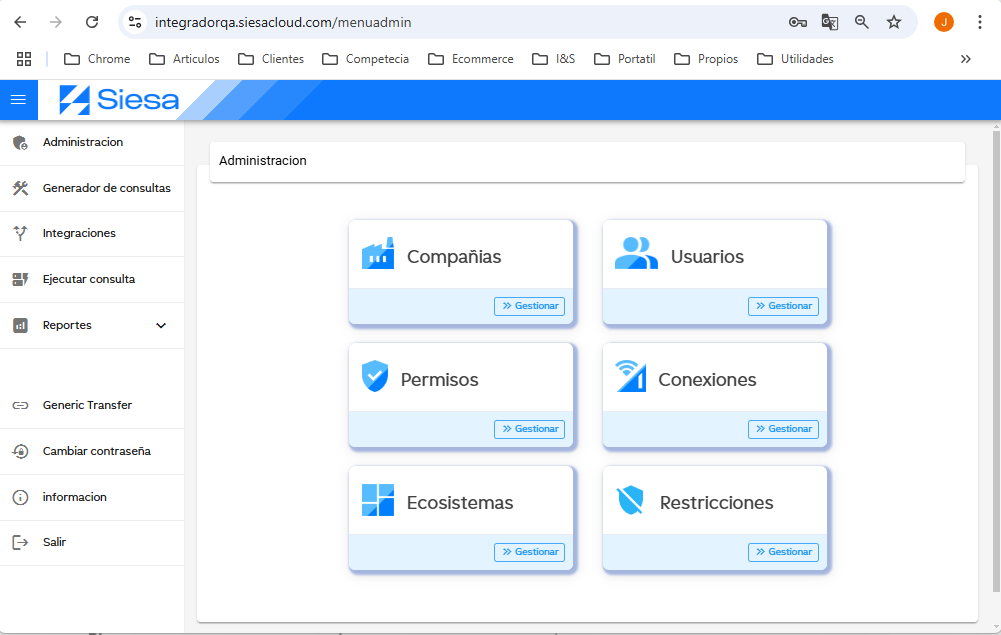 integradorqa.siesacloud.com/menuadmin
J
Chrome
Articulos
Clientes
Competecia
Ecommerce
I&S
Portatil
Propios
Utilidades
Siesa
Administracion
Generador de consultas
Integraciones
Ejecutar consulta
Reportes
Generic Transfer
Cambiar contraseña
informacion
Salir
Administracion
Compañias
Gestionar
Usuarios
Gestionar
Permisos
Gestionar
Conexiones
Gestionar
Ecosistemas
Gestionar
Restricciones
Gestionar